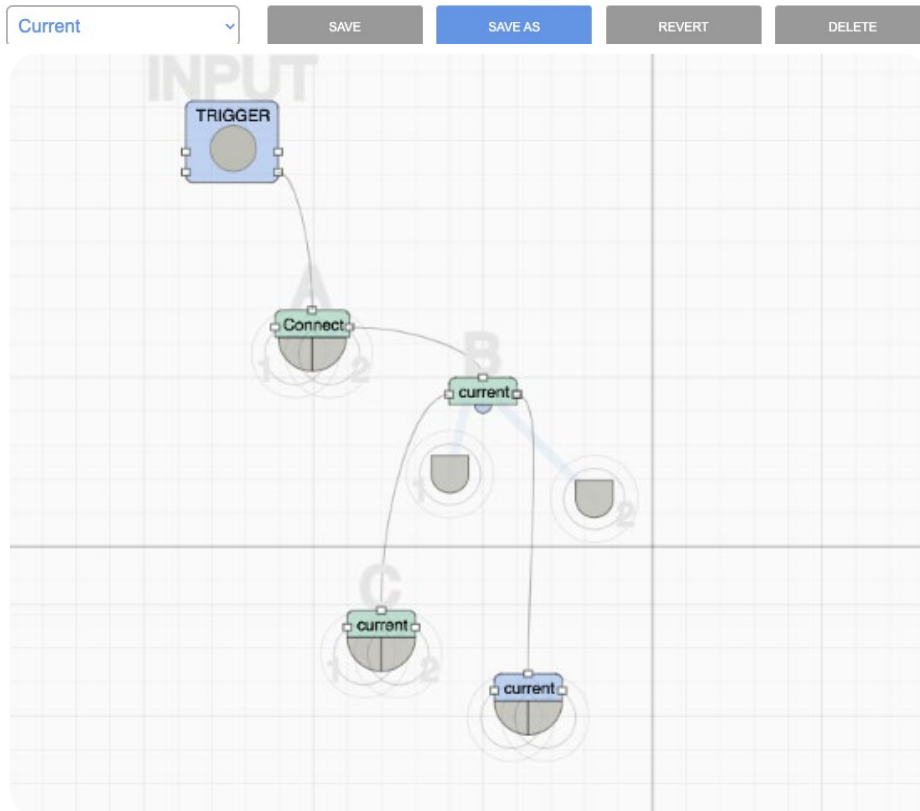 Current
SAVE
SAVE AS
REVERT
DELETE
INPUT
TRIGGER
A
Connect
1
2
B
current
1
2
C
current
1
2
current